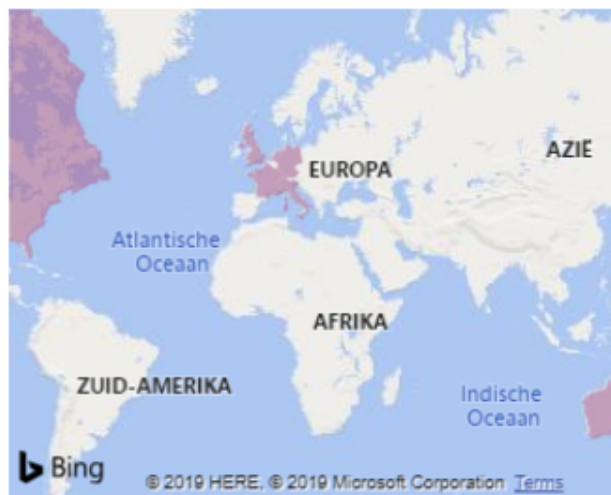 EUROPA
AZIE
Atlantische
Oceaan
AFRIKA
ZUID-AMERIKA
Indische
Oceaan
Bing
© 2019 HERE, © 2019 Microsoft Corporation Terms